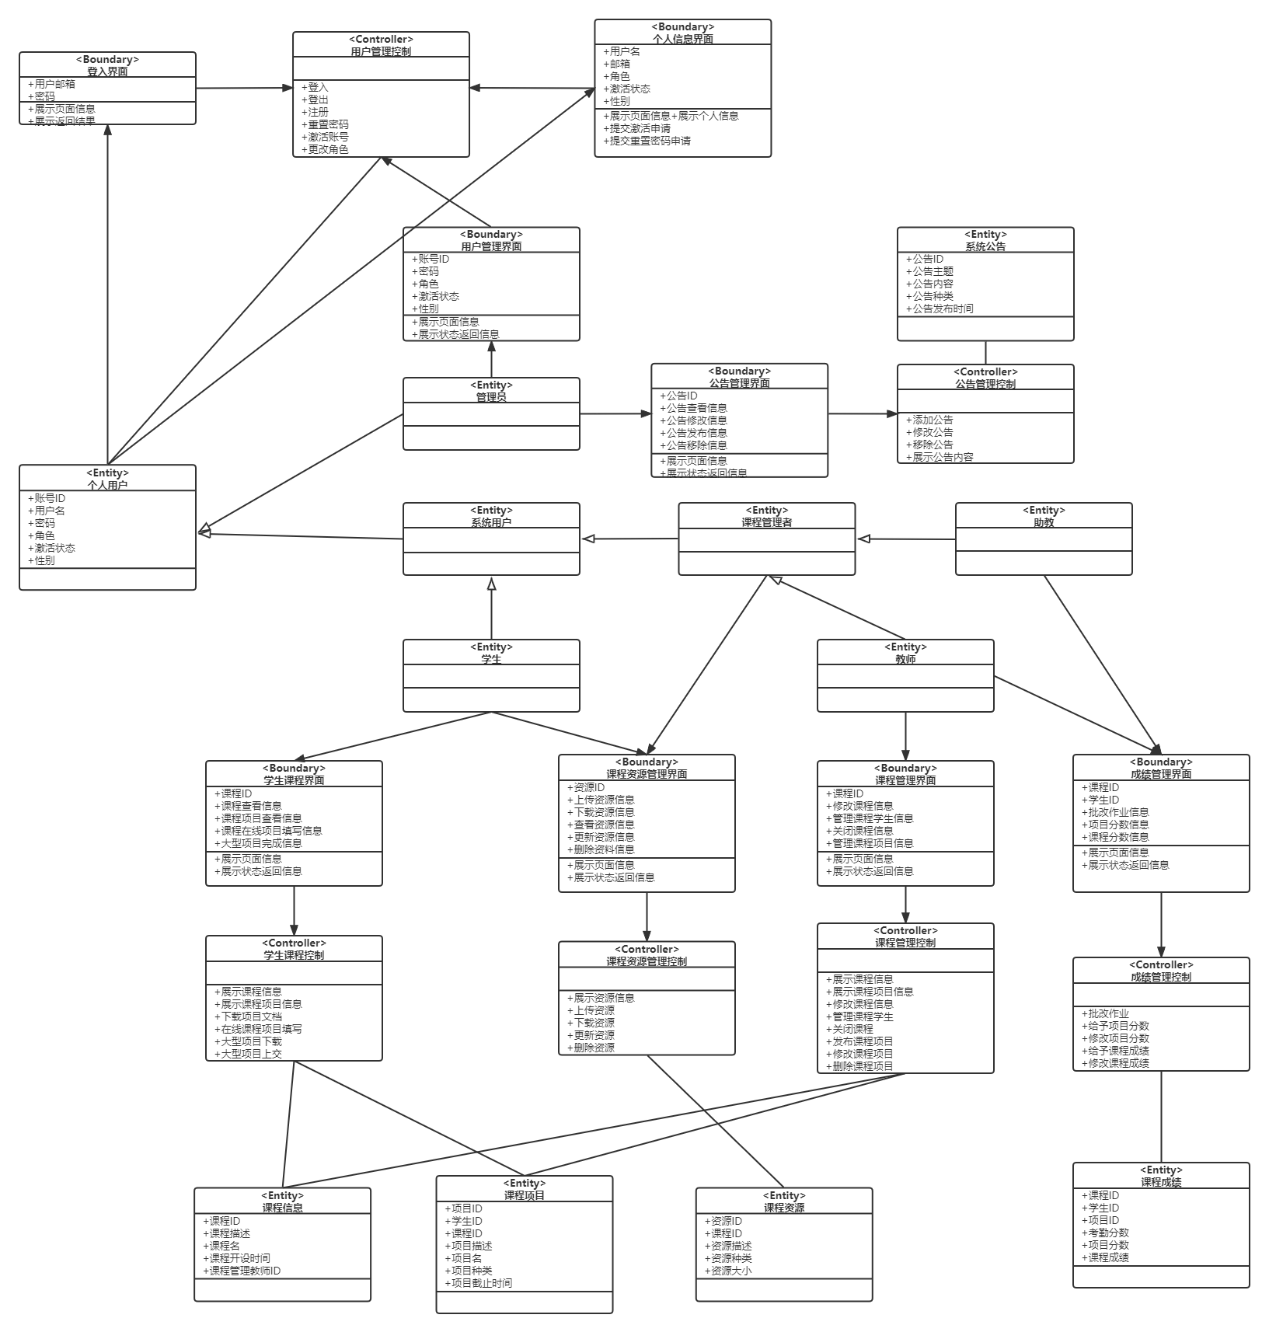 <Boundary>
登入界面
+用户邮箱
+密码
+展示页面信息
+展示返回结果
<Controller>
用户管理控制
+登入
+登出
+注册
+重置密码
+激活账号
+更改角色
<Boundary>
个人信息界面
+用户名
+邮箱
+角色
+激活状态
+性别
+展示页面信息+展示个人信息
+提交激活申请
+提交重置密码申请
<Boundary>
用户管理界面
+账号ID
+密码
+角色
+激活状态
+性别
+展示页面信息
+展示状态返回信息
<Entity>
系统公告
+公告ID
+公告主题
+公告内容
+公告种类
+公告发布时间
<Entity>
管理员
<Boundary>
公告管理界面
+公告ID
+公告查看信息
+公告修改信息
+公告发布信息
+公告移除信息
+展示页面信息
+展示状态返回信息
<Controller>
公告管理控制
+添加公告
+修改公告
+移除公告
+展示公告内容
<Entity>
个人用户
+账号ID
+用户名
+密码
+角色
+激活状态
+性别
<Entity>
系统用户
<Entity>
课程管理者
<Entity>
助教
<Entity>
学生
<Entity>
教师
<Boundary>
学生课程界面
+课程ID
+课程查看信息
+课程项目查看信息
+课程在线项目填写信息
+大型项目完成信息
+展示页面信息
+展示状态返回信息
<Boundary>
课程资源管理界面
+资源ID
+上传资源信息
+下载资源信息
+查看资源信息
+更新资源信息
+删除资料信息
+展示页面信息
+展示状态返回信息
<Boundary>
课程管理界面
+课程ID
+修改课程信息
+管理课程学生信息
+关闭课程信息
+管理课程项目信息
+展示页面信息
+展示状态返回信息
<Boundary>
成绩管理界面
+课程ID
+学生ID
+批改作业信息
+项目分数信息
+课程分数信息
+展示页面信息
+展示状态返回信息
<Controller>
学生课程控制
+展示课程信息
+展示课程项目信息
+下载项目文档
+在线课程项目填写
+大型项目下载
+大型项目上交
<Controller>
课程资源管理控制
+展示资源信息
+上传资源
+下载资源
+更新资源
+删除资源
<Controller>
课程管理控制
+展示课程信息
+展示课程项目信息
+修改课程信息
+管理课程学生
+关闭课程
+发布课程项目
+修改课程项目
+删除课程项目
<Controller>
成绩管理控制
+批改作业
+给予项目分数
+修改项目分数
+给予课程成绩
+修改课程成绩
<Entity>
课程信息
+课程ID
+课程描述
+课程名
+课程开设时间
+课程管理教师ID
<Entity>
课程项目
+项目ID
+学生ID
+课程ID
+项目描述
+项目名
+项目种类
+项目截止时间
<Entity>
课程资源
+资源ID
+课程ID
+资源描述
+资源种类
+资源大小
<Entity>
课程成绩
+课程ID
+学生ID
+项目ID
+考勤分数
+项目分数
+课程成绩